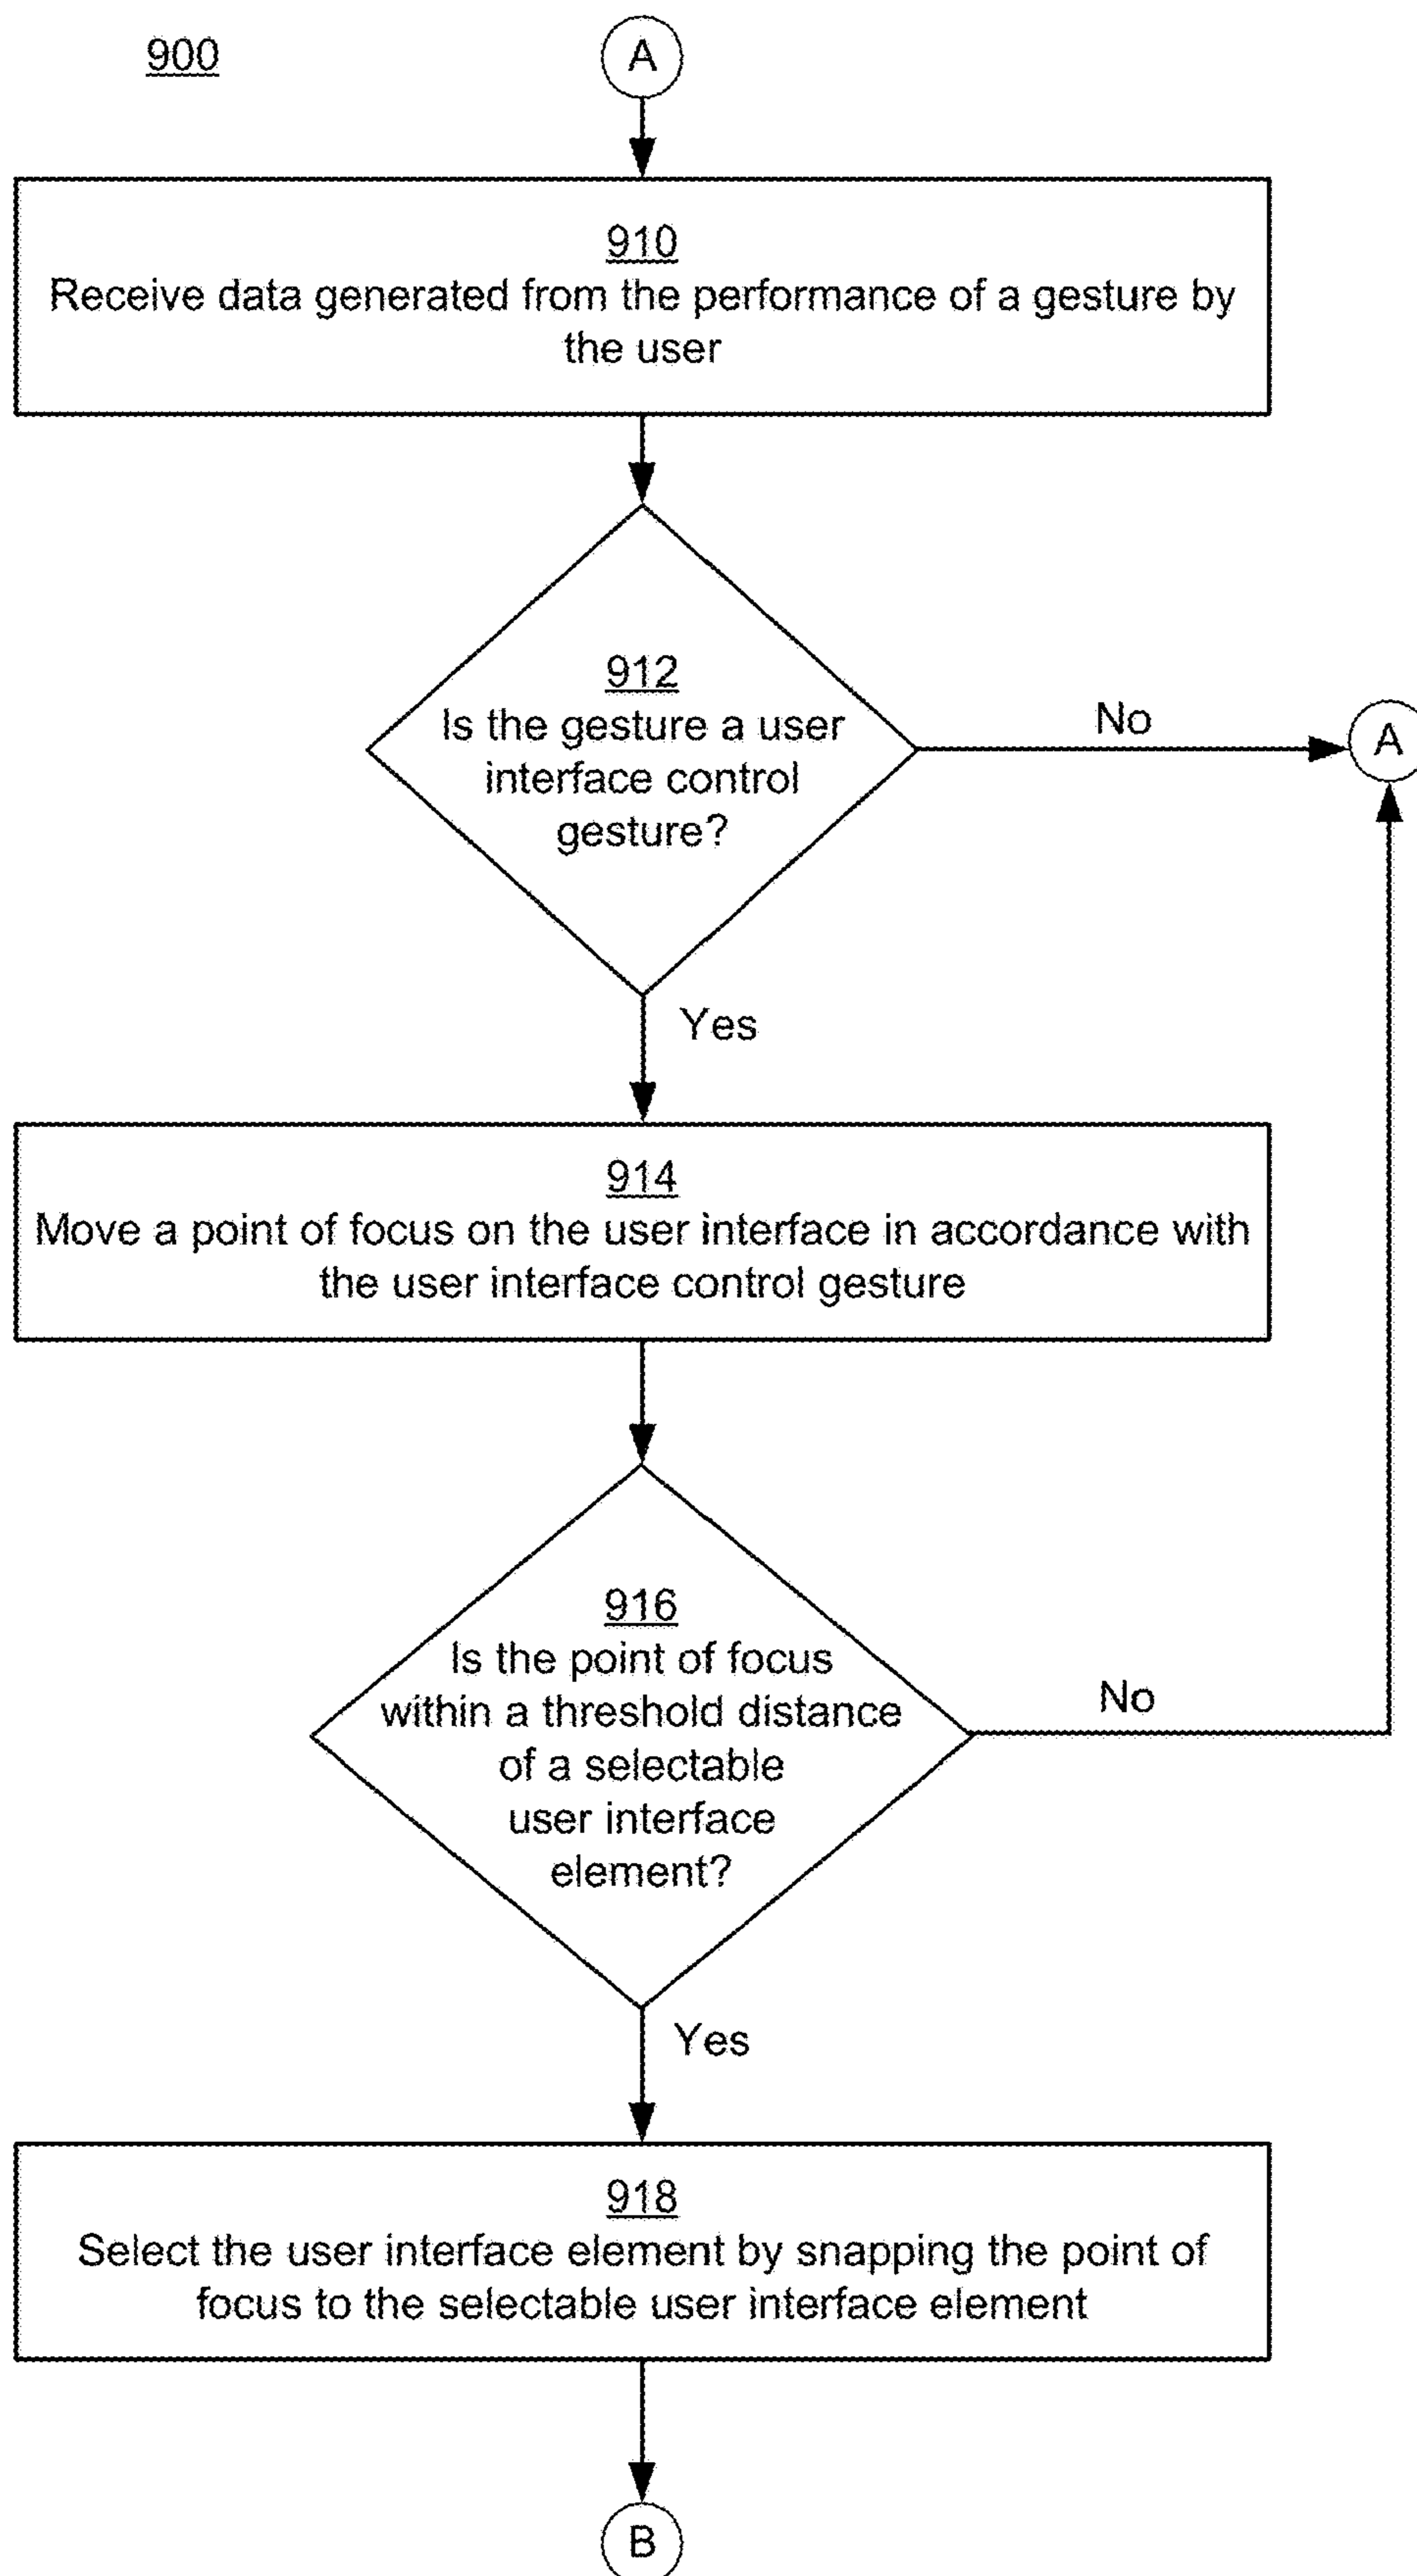 900
A
910
Receive data generated from the performance of a gesture by
the user
912
Is the gesture a user
interface control
gesture?
No
A
Yes
914
Move a point of focus on the user interface in accordance with
the user interface control gesture
916
Is the point of focus
within a threshold distance
of a selectable
user interface
element?
No
Yes
918
Select the user interface element by snapping the point of
focus to the selectable user interface element
B